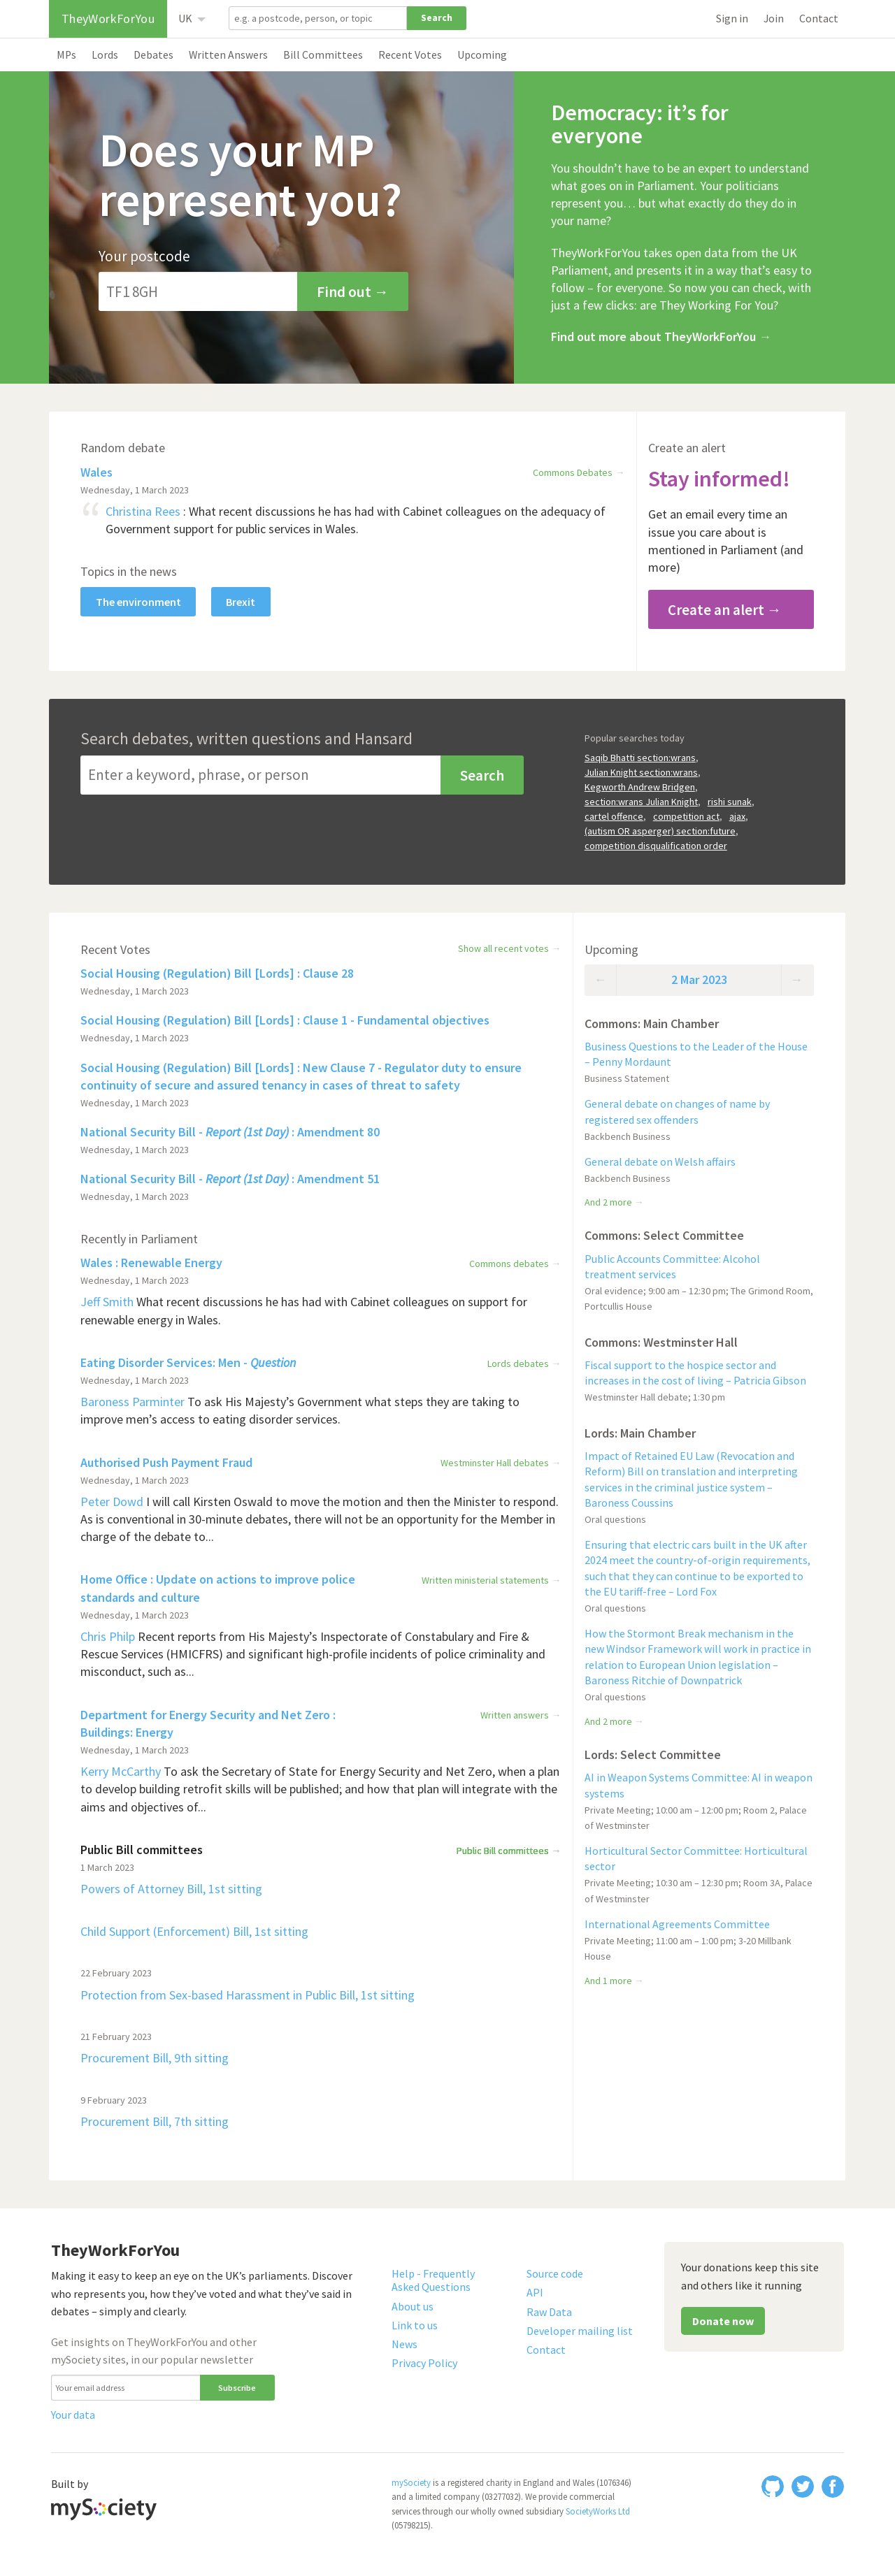 TheyWorkForYou
UK
e.g. a postcode, person, or topic
Search
Sign in
Join
Contact
MPs
Lords
Debates
Written Answers
Bill Committees
Recent Votes
Upcoming
Does your MP
represent you?
Your postcode
TF1 8GH
Find out →
Democracy: it’s for
everyone
You shouldn’t have to be an expert to understand
what goes on in Parliament. Your politicians
represent you… but what exactly do they do in
your name?
TheyWorkForYou takes open data from the UK
Parliament, and presents it in a way that’s easy to
follow – for everyone. So now you can check, with
just a few clicks: are They Working For You?
Find out more about TheyWorkForYou →
Random debate
Wales
Commons Debates →
Wednesday, 1 March 2023
“ Christina Rees : What recent discussions he has had with Cabinet colleagues on the adequacy of
Government support for public services in Wales.
Topics in the news
The environment
Brexit
Create an alert
Stay informed!
Get an email every time an
issue you care about is
mentioned in Parliament (and
more)
Create an alert →
Search debates, written questions and Hansard
Enter a keyword, phrase, or person
Search
Popular searches today
Saqib Bhatti section:wrans,
Julian Knight section:wrans,
Kegworth Andrew Bridgen,
section:wrans Julian Knight, rishi sunak,
cartel offence, competition act, ajax,
(autism OR asperger) section:future,
competition disqualification order
Recent Votes
Show all recent votes →
Social Housing (Regulation) Bill [Lords] : Clause 28
Wednesday, 1 March 2023
Social Housing (Regulation) Bill [Lords] : Clause 1 - Fundamental objectives
Wednesday, 1 March 2023
Social Housing (Regulation) Bill [Lords] : New Clause 7 - Regulator duty to ensure
continuity of secure and assured tenancy in cases of threat to safety
Wednesday, 1 March 2023
National Security Bill - Report (1st Day) : Amendment 80
Wednesday, 1 March 2023
National Security Bill - Report (1st Day) : Amendment 51
Wednesday, 1 March 2023
Recently in Parliament
Wales : Renewable Energy
Commons debates →
Wednesday, 1 March 2023
Jeff Smith What recent discussions he has had with Cabinet colleagues on support for
renewable energy in Wales.
Eating Disorder Services: Men - Question
Lords debates →
Wednesday, 1 March 2023
Baroness Parminter To ask His Majesty’s Government what steps they are taking to
improve men’s access to eating disorder services.
Authorised Push Payment Fraud
Westminster Hall debates →
Wednesday, 1 March 2023
Peter Dowd I will call Kirsten Oswald to move the motion and then the Minister to respond.
As is conventional in 30-minute debates, there will not be an opportunity for the Member in
charge of the debate to...
Home Office : Update on actions to improve police
standards and culture
Written ministerial statements →
Wednesday, 1 March 2023
Chris Philp Recent reports from His Majesty’s Inspectorate of Constabulary and Fire &
Rescue Services (HMICFRS) and significant high-profile incidents of police criminality and
misconduct, such as...
Department for Energy Security and Net Zero :
Buildings: Energy
Written answers →
Wednesday, 1 March 2023
Kerry McCarthy To ask the Secretary of State for Energy Security and Net Zero, when a plan
to develop building retrofit skills will be published; and how that plan will integrate with the
aims and objectives of...
Public Bill committees
Public Bill committees →
1 March 2023
Powers of Attorney Bill, 1st sitting
Child Support (Enforcement) Bill, 1st sitting
22 February 2023
Protection from Sex-based Harassment in Public Bill, 1st sitting
21 February 2023
Procurement Bill, 9th sitting
9 February 2023
Procurement Bill, 7th sitting
Upcoming
← 2 Mar 2023 →
Commons: Main Chamber
Business Questions to the Leader of the House
– Penny Mordaunt
Business Statement
General debate on changes of name by
registered sex offenders
Backbench Business
General debate on Welsh affairs
Backbench Business
And 2 more →
Commons: Select Committee
Public Accounts Committee: Alcohol
treatment services
Oral evidence; 9:00 am – 12:30 pm; The Grimond Room,
Portcullis House
Commons: Westminster Hall
Fiscal support to the hospice sector and
increases in the cost of living – Patricia Gibson
Westminster Hall debate; 1:30 pm
Lords: Main Chamber
Impact of Retained EU Law (Revocation and
Reform) Bill on translation and interpreting
services in the criminal justice system –
Baroness Coussins
Oral questions
Ensuring that electric cars built in the UK after
2024 meet the country-of-origin requirements,
such that they can continue to be exported to
the EU tariff-free – Lord Fox
Oral questions
How the Stormont Break mechanism in the
new Windsor Framework will work in practice in
relation to European Union legislation –
Baroness Ritchie of Downpatrick
Oral questions
And 2 more →
Lords: Select Committee
AI in Weapon Systems Committee: AI in weapon
systems
Private Meeting; 10:00 am – 12:00 pm; Room 2, Palace
of Westminster
Horticultural Sector Committee: Horticultural
sector
Private Meeting; 10:30 am – 12:30 pm; Room 3A, Palace
of Westminster
International Agreements Committee
Private Meeting; 11:00 am – 1:00 pm; 3-20 Millbank
House
And 1 more →
TheyWorkForYou
Making it easy to keep an eye on the UK’s parliaments. Discover
who represents you, how they’ve voted and what they’ve said in
debates – simply and clearly.
Get insights on TheyWorkForYou and other
mySociety sites, in our popular newsletter
Your email address
Subscribe
Your data
Help - Frequently
Asked Questions
About us
Link to us
News
Privacy Policy
Source code
API
Raw Data
Developer mailing list
Contact
Your donations keep this site
and others like it running
Donate now
Built by
mySociety
mySociety is a registered charity in England and Wales (1076346)
and a limited company (03277032). We provide commercial
services through our wholly owned subsidiary SocietyWorks Ltd
(05798215).